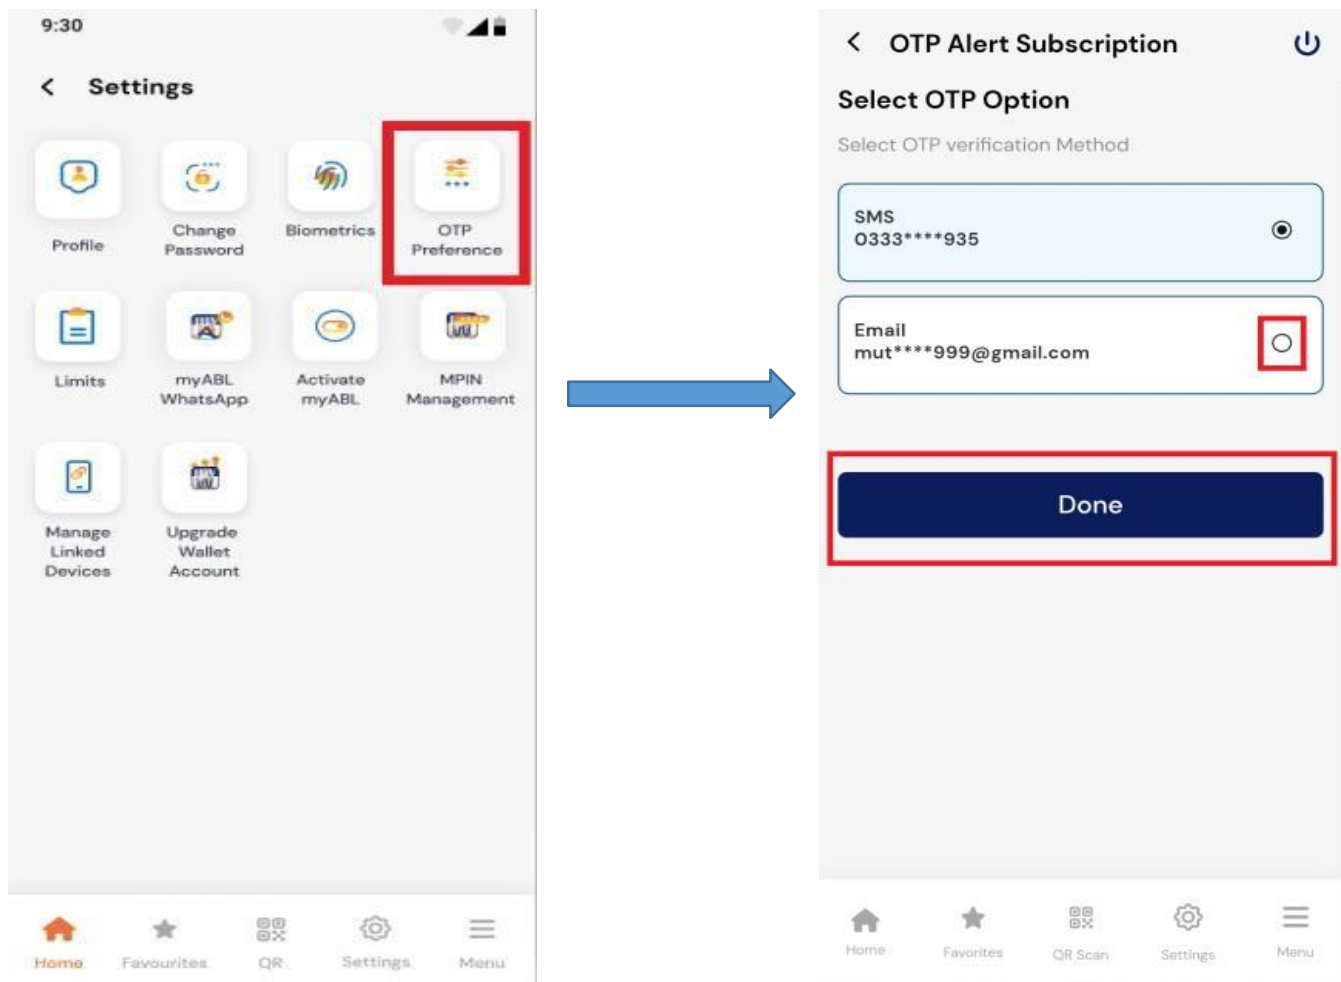 9:30
Settings
Profile
Change
Password
Biometrics
OTP
Preference
Limits
myABL
WhatsApp
Activate
myABL
MPIN
Management
Manage
Linked
Devices
Upgrade
Wallet
Account
Home
Favourites
QR
Settings
Menu
OTP Alert Subscription
Select OTP Option
Select OTP verification Method
SMS
0333****935
Email
mut****999@gmail.com
Done
Home
Favorites
QR Scan
Settings
Menu